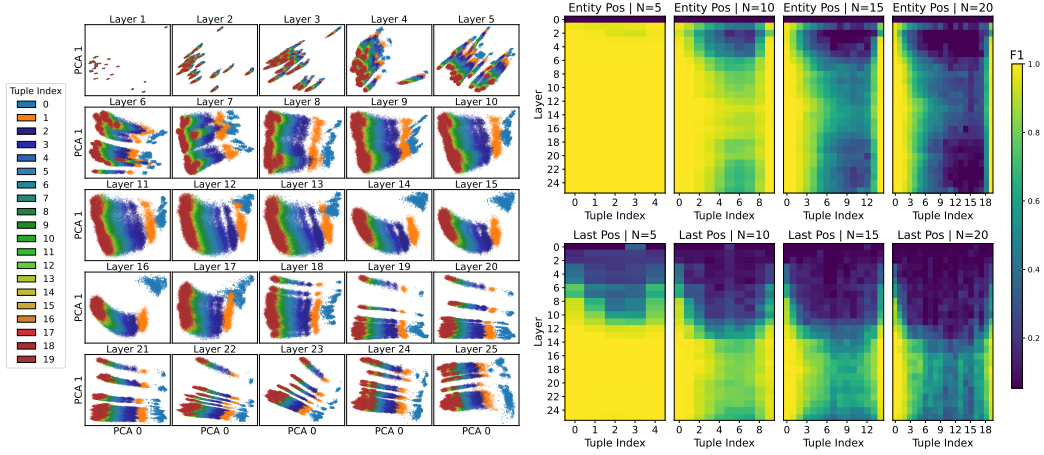 Tuple Index
0
1
2
3
4
5
6
7
8
9
10
11
12
13
14
15
16
17
18
19
Layer 1 Layer 2 Layer 3 Layer 4 Layer 5
PCA 1
Layer 6 Layer 7 Layer 8 Layer 9 Layer 10
PCA 1
Layer 11 Layer 12 Layer 13 Layer 14 Layer 15
PCA 1
Layer 16 Layer 17 Layer 18 Layer 19 Layer 20
PCA 1
Layer 21 Layer 22 Layer 23 Layer 24 Layer 25
PCA 1
PCA 0 PCA 0 PCA 0 PCA 0 PCA 0
Entity Pos | N=5 Entity Pos | N=10 Entity Pos | N=15 Entity Pos | N=20
Layer
0
2
4
6
8
10
12
14
16
18
20
22
24
0 1 2 3 4 0 2 4 6 8 0 3 6 9 12 0 3 6 9 12 15 18
Tuple Index Tuple Index Tuple Index Tuple Index
Last Pos | N=5 Last Pos | N=10 Last Pos | N=15 Last Pos | N=20
Layer
0
2
4
6
8
10
12
14
16
18
20
22
24
0 1 2 3 4 0 2 4 6 8 0 3 6 9 12 0 3 6 9 12 15 18
Tuple Index Tuple Index Tuple Index Tuple Index
F1
1.0
0.8
0.6
0.4
0.2